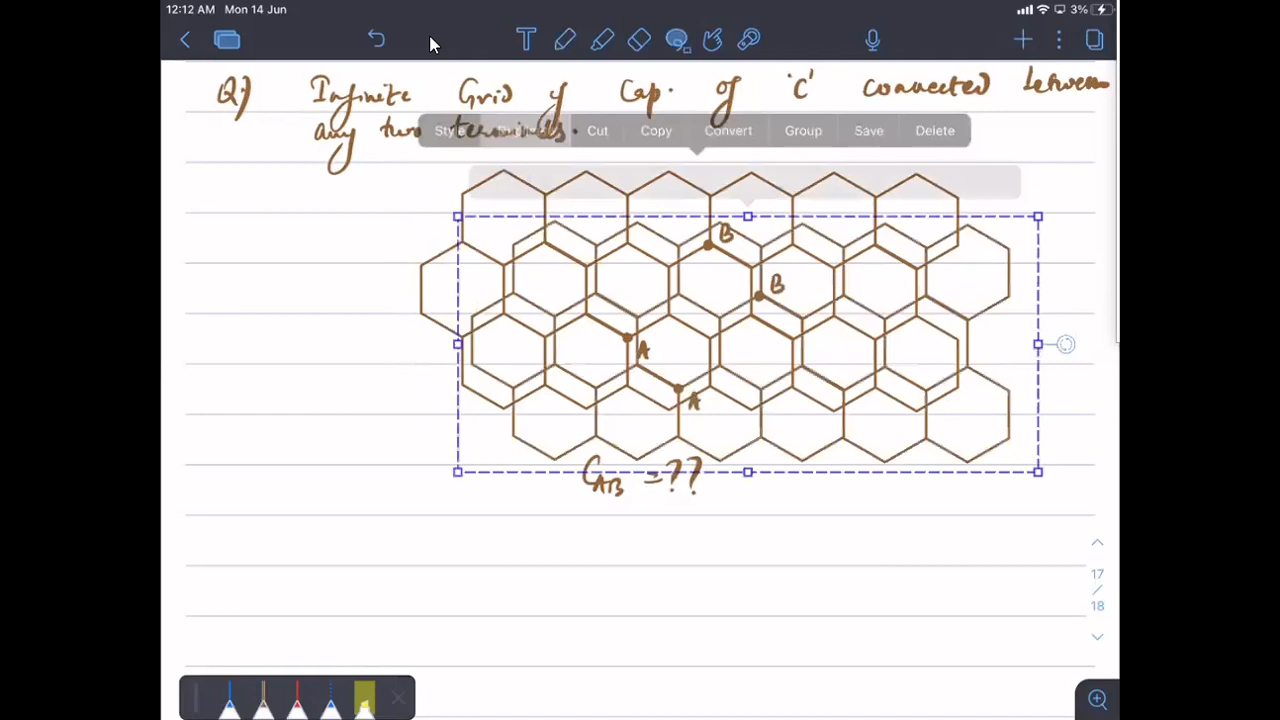 12:12 AM Mon 14 Jun
3%
T
Q:) Infinite Grid of Cap. of 'C' connected between
any two terminals.
Style Cut Copy Convert Group Save Delete
B
B
A
A
C_AB = ??
17
/
18